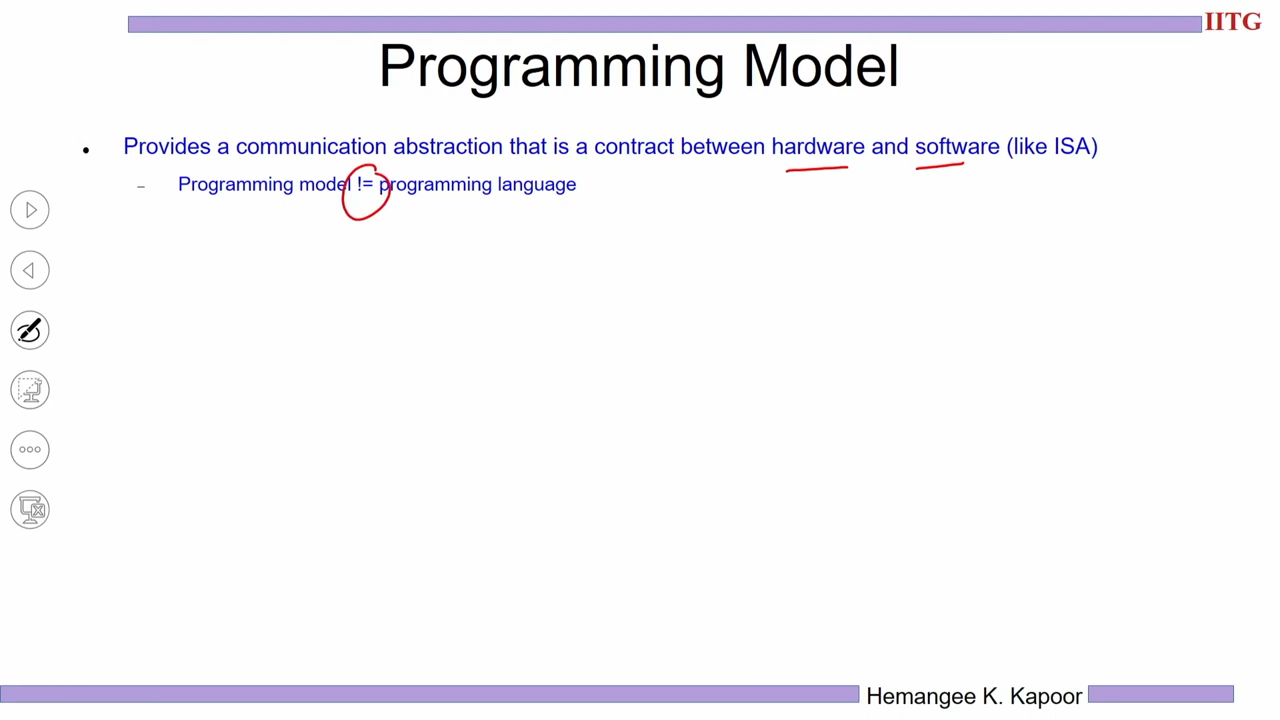 IITG
Programming Model
• Provides a communication abstraction that is a contract between hardware and software (like ISA)
– Programming model != programming language
Hemangee K. Kapoor